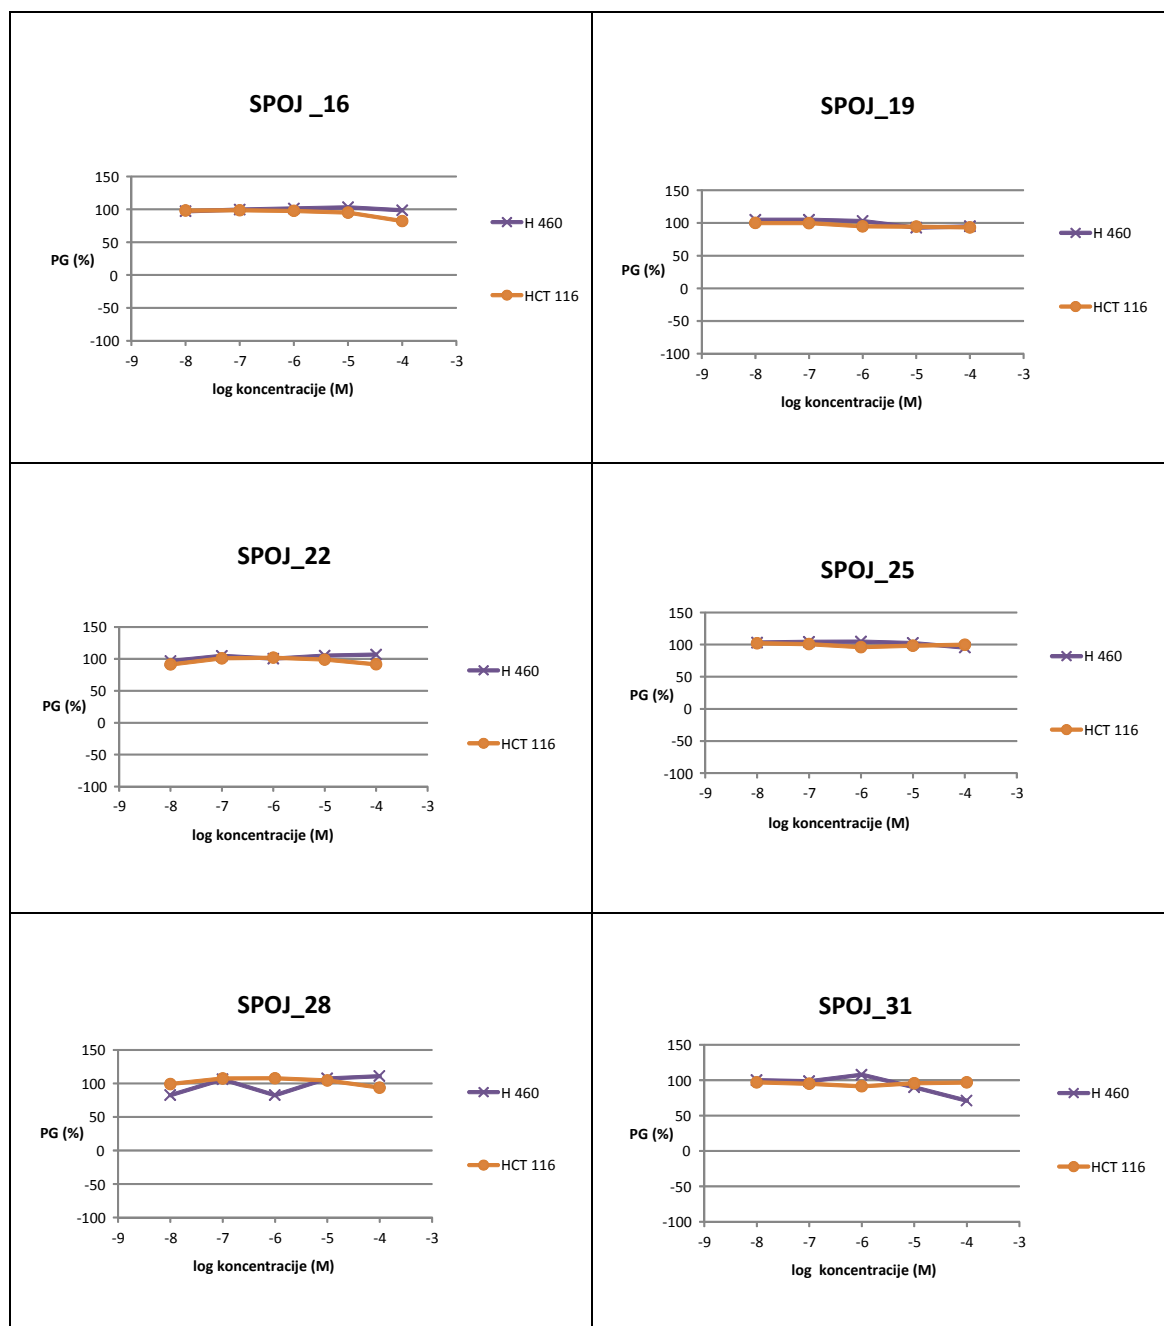 SPOJ _16
150
100
50
0
-50
-100
PG (%)
-9 -8 -7 -6 -5 -4 -3
log koncentracije (M)
H 460
HCT 116
SPOJ_19
150
100
50
0
-50
-100
PG (%)
-9 -8 -7 -6 -5 -4 -3
log koncentracije (M)
H 460
HCT 116
SPOJ_22
150
100
50
0
-50
-100
PG (%)
-9 -8 -7 -6 -5 -4 -3
log koncentracije (M)
H 460
HCT 116
SPOJ_25
150
100
50
0
-50
-100
PG (%)
-9 -8 -7 -6 -5 -4 -3
log koncentracije (M)
H 460
HCT 116
SPOJ_28
150
100
50
0
-50
-100
PG (%)
-9 -8 -7 -6 -5 -4 -3
log koncentracije (M)
H 460
HCT 116
SPOJ_31
150
100
50
0
-50
-100
PG (%)
-9 -8 -7 -6 -5 -4 -3
log koncentracije (M)
H 460
HCT 116